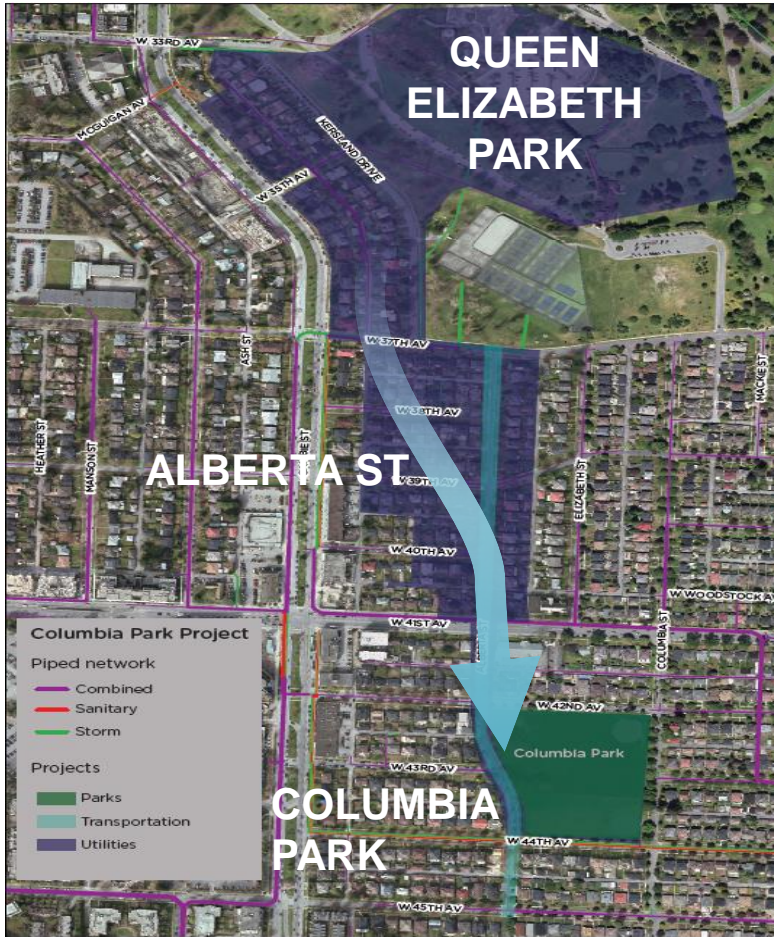 W 33RD AV
QUEEN
ELIZABETH
PARK
MCGUIGAN AV
KERSLAND DRIVE
W 35TH AV
W 37TH AV
ASH ST
MACKIE ST
W 38TH AV
HEATHER ST
MANSON ST
ALBERTA ST
W 39TH AV
ELIZABETH ST
W 40TH AV
W WOODSTOCK AV
W 41ST AV
COLUMBIA ST
Columbia Park Project
Piped network
Combined
Sanitary
Storm
Projects
Parks
Transportation
Utilities
W 42ND AV
Columbia Park
W 43RD AV
COLUMBIA
PARK
W 44TH AV
W 45TH AV